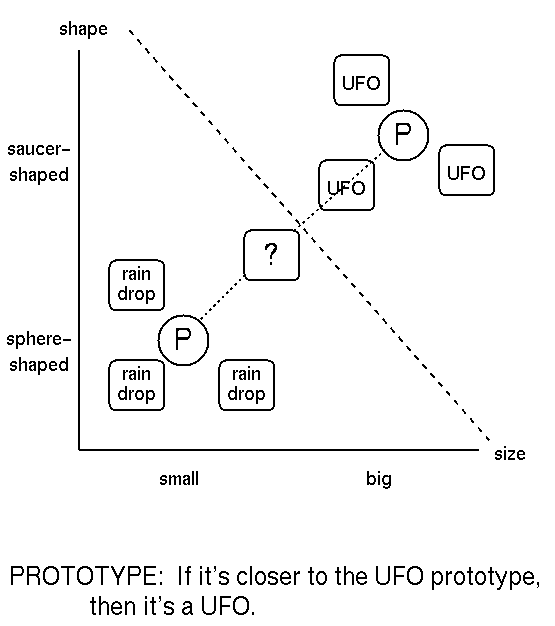 shape
UFO
P
saucer-
shaped
UFO
UFO
?
rain
drop
sphere-
shaped
P
rain
drop
rain
drop
size
small big
PROTOTYPE: If it's closer to the UFO prototype,
then it's a UFO.